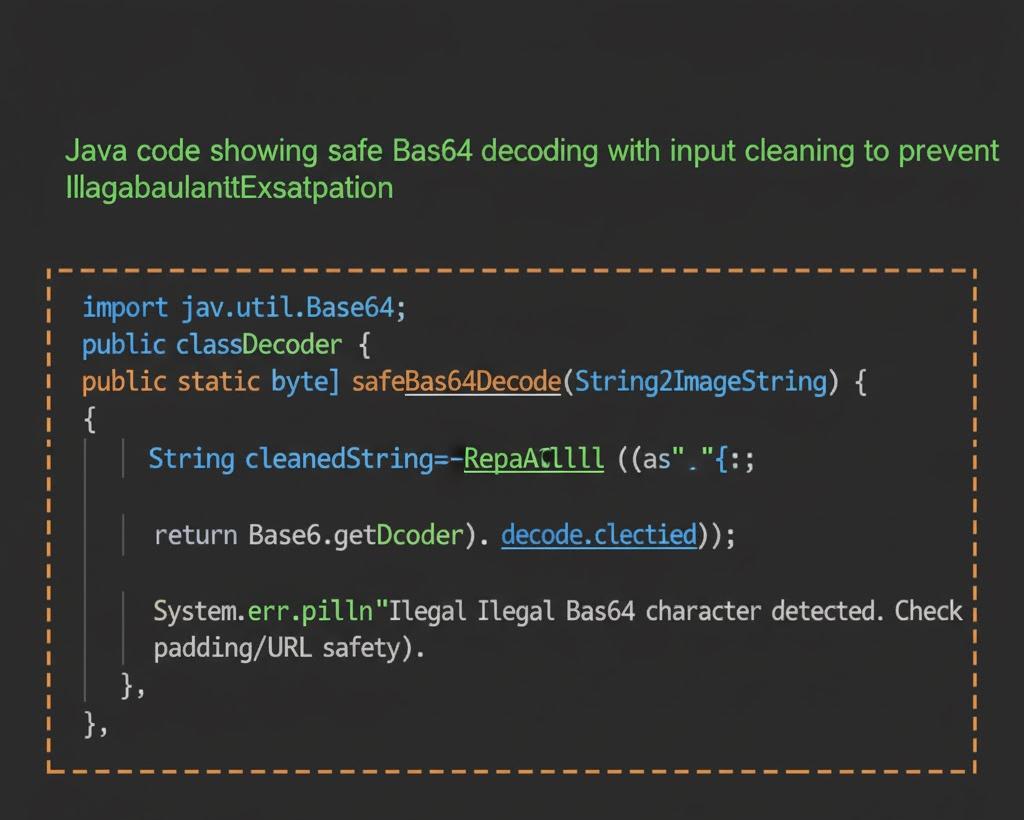 Java code showing safe Bas64 decoding with input cleaning to prevent
IllagabaulanttExsatpation
import jav.util.Base64;
public classDecoder {
public static byte] safeBas64Decode(String2ImageString) {
{
String cleanedString=-RepaAllll ((as"."{:;
return Base6.getDcoder). decode.clectied));
System.err.pilln"Ilegal Ilegal Bas64 character detected. Check
padding/URL safety).
},
},